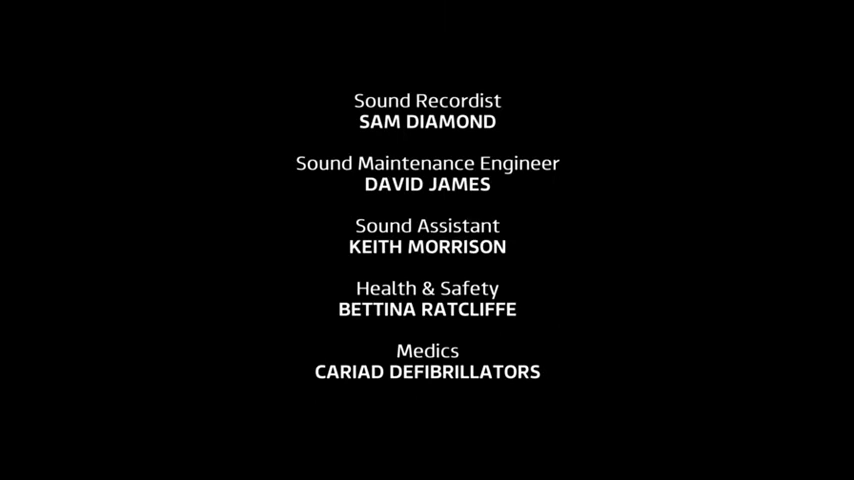 Sound Recordist
SAM DIAMOND
Sound Maintenance Engineer
DAVID JAMES
Sound Assistant
KEITH MORRISON
Health & Safety
BETTINA RATCLIFFE
Medics
CARIAD DEFIBRILLATORS